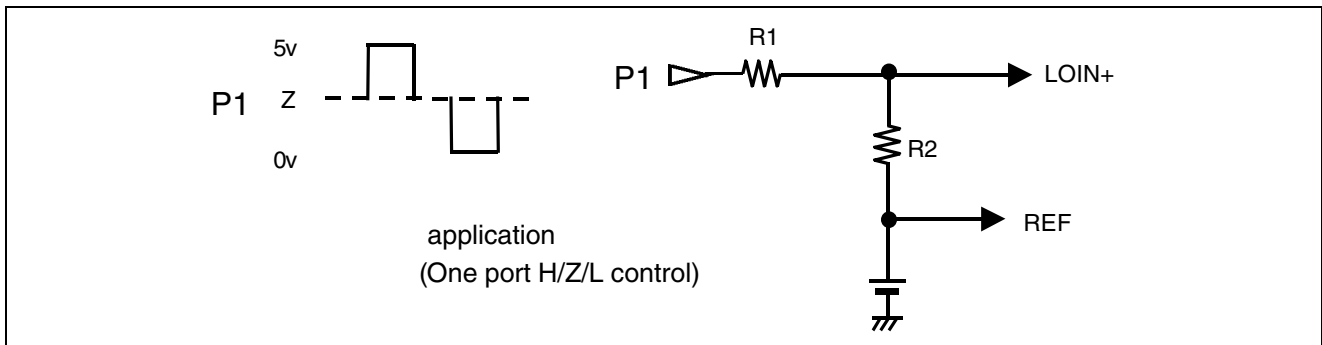 5v
P1 Z
0v
application
(One port H/Z/L control)
R1
P1
LOIN+
R2
REF